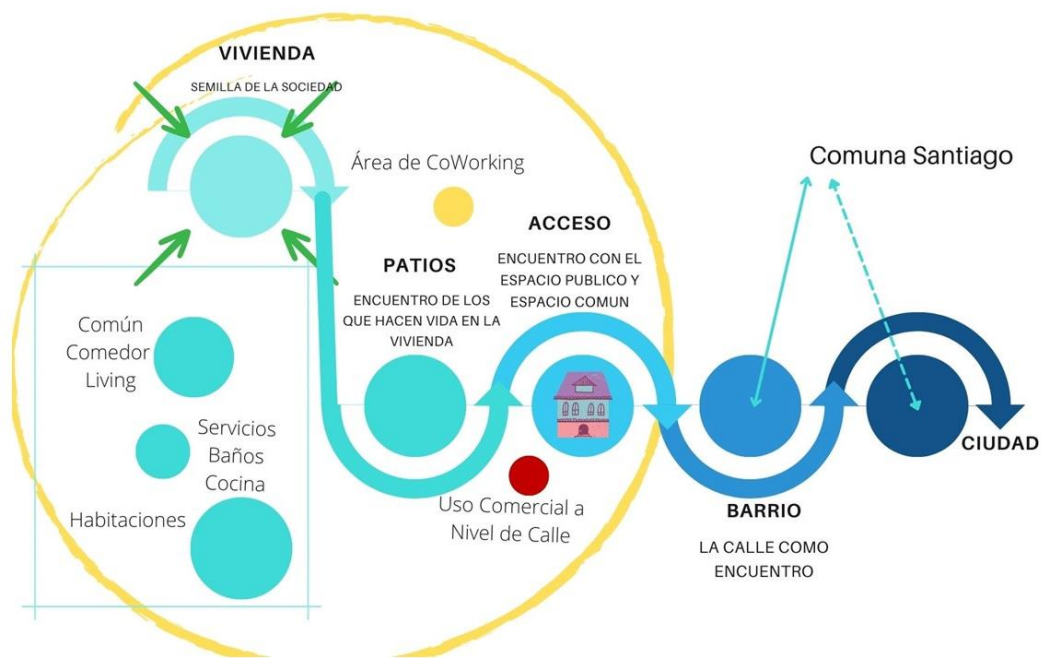 VIVIENDA
SEMILLA DE LA SOCIEDAD
Área de CoWorking
Comuna Santiago
ACCESO
ENCUENTRO CON EL
ESPACIO PUBLICO Y
ESPACIO COMUN
PATIOS
ENCUENTRO DE LOS
QUE HACEN VIDA EN LA
VIVIENDA
Común
Comedor
Living
Servicios
Baños
Cocina
Habitaciones
Uso Comercial a
Nivel de Calle
BARRIO
LA CALLE COMO
ENCUENTRO
CIUDAD